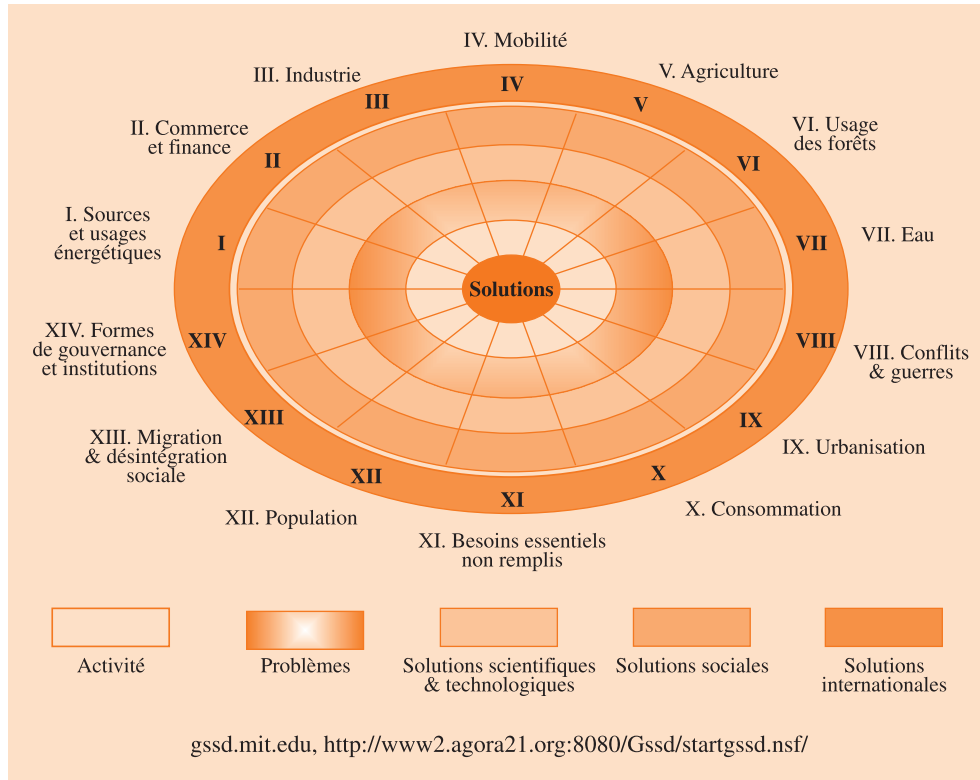 IV. Mobilité
III. Industrie
V. Agriculture
II. Commerce
et finance
VI. Usage
des forêts
I. Sources
et usages
énergétiques
VII. Eau
XIV. Formes
de gouvernance
et institutions
VIII. Conflits
& guerres
XIII. Migration
& désintégration
sociale
IX. Urbanisation
XII. Population
X. Consommation
XI. Besoins essentiels
non remplis
IV
III
V
II
VI
I
VII
Solutions
XIV
VIII
XIII
IX
XII
X
XI
Activité
Problèmes
Solutions scientifiques
& technologiques
Solutions sociales
Solutions
internationales
gssd.mit.edu, http://www2.agora21.org:8080/Gssd/startgssd.nsf/